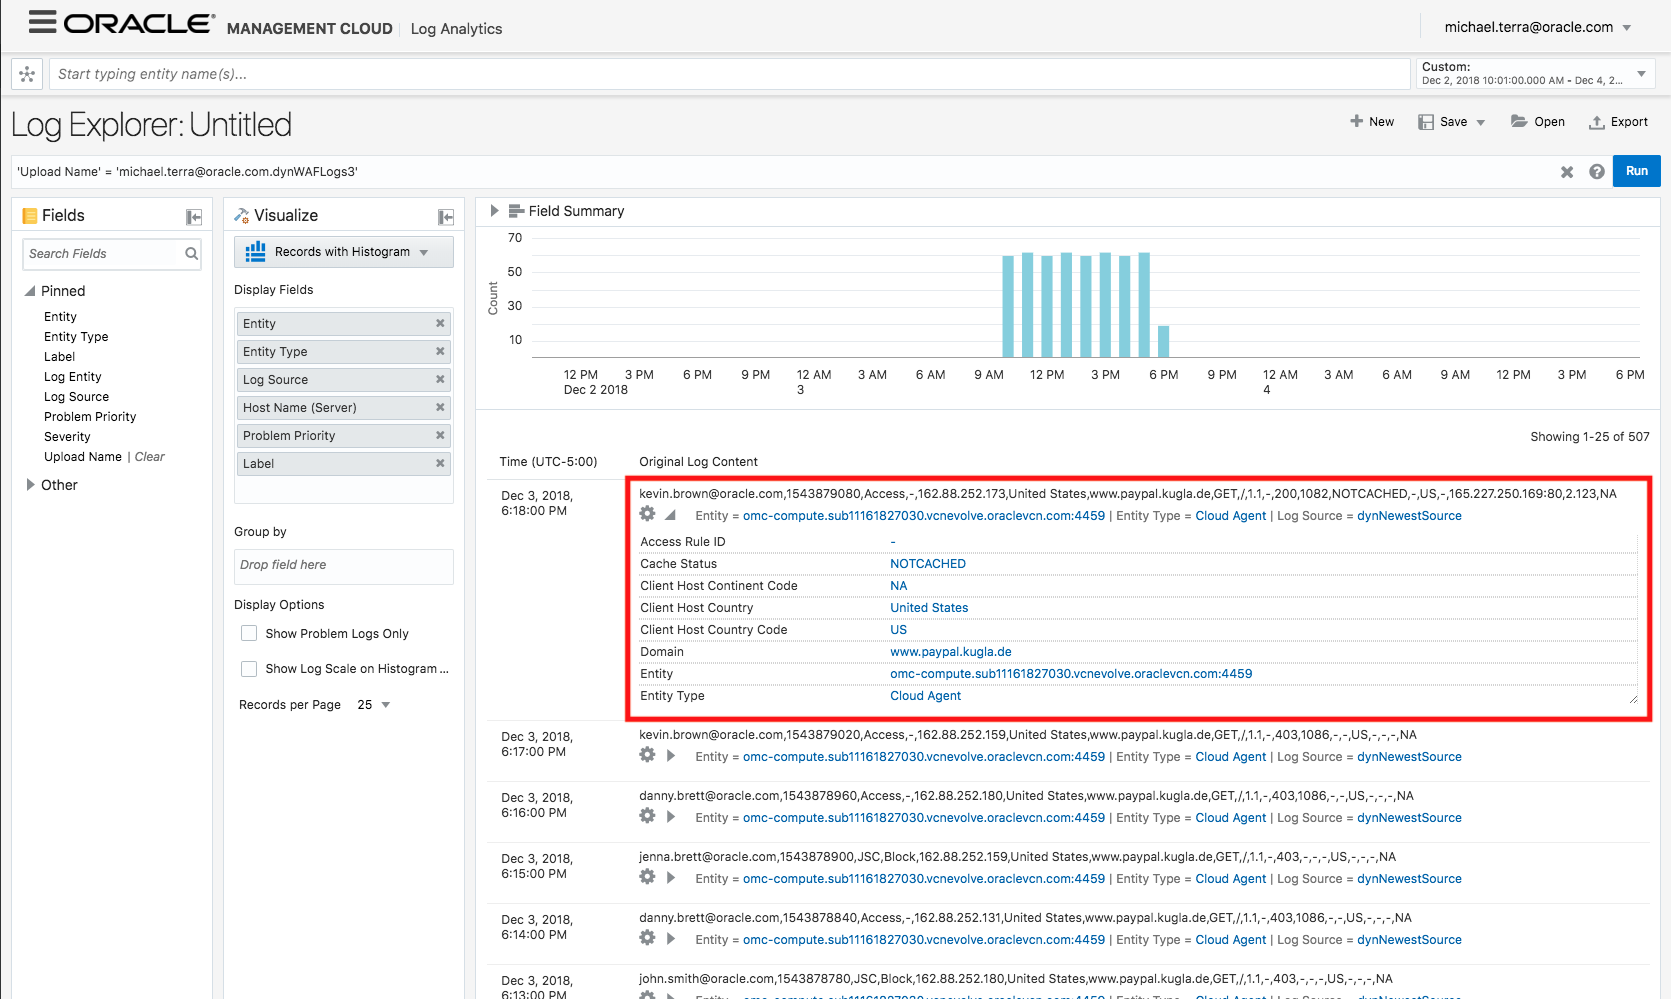 ORACLE® MANAGEMENT CLOUD Log Analytics
michael.terra@oracle.com
Start typing entity name(s)...
Custom:
Dec 2, 2018 10:01:00.000 AM - Dec 4, 2...
Log Explorer: Untitled
New Save Open Export
'Upload Name' = 'michael.terra@oracle.com.dynWAFLogs3'
Run
Fields
Search Fields
Pinned
Entity
Entity Type
Label
Log Entity
Log Source
Problem Priority
Severity
Upload Name | Clear
Other
Visualize
Records with Histogram
Display Fields
Entity
Entity Type
Log Source
Host Name (Server)
Problem Priority
Label
Group by
Drop field here
Display Options
Show Problem Logs Only
Show Log Scale on Histogram ...
Records per Page 25
Field Summary
Count
70
50
30
10
12 PM 3 PM 6 PM 9 PM 12 AM 3 AM 6 AM 9 AM 12 PM 3 PM 6 PM 9 PM 12 AM 3 AM 6 AM 9 AM 12 PM 3 PM 6 PM
Dec 2 2018 3 4
Showing 1-25 of 507
Time (UTC-5:00) Original Log Content
Dec 3, 2018,
6:18:00 PM
kevin.brown@oracle.com,1543879080,Access,-,162.88.252.173,United States,www.paypal.kugla.de,GET,/,1.1,-,200,1082,NOTCACHED,-,US,-,165.227.250.169:80,2.123,NA
Entity = omc-compute.sub11161827030.vcnevolve.oraclevcn.com:4459 | Entity Type = Cloud Agent | Log Source = dynNewestSource
Access Rule ID -
Cache Status NOTCACHED
Client Host Continent Code NA
Client Host Country United States
Client Host Country Code US
Domain www.paypal.kugla.de
Entity omc-compute.sub11161827030.vcnevolve.oraclevcn.com:4459
Entity Type Cloud Agent
Dec 3, 2018,
6:17:00 PM
kevin.brown@oracle.com,1543879020,Access,-,162.88.252.159,United States,www.paypal.kugla.de,GET,/,1.1,-,403,1086,-,-,US,-,-,-,NA
Entity = omc-compute.sub11161827030.vcnevolve.oraclevcn.com:4459 | Entity Type = Cloud Agent | Log Source = dynNewestSource
Dec 3, 2018,
6:16:00 PM
danny.brett@oracle.com,1543878960,Access,-,162.88.252.180,United States,www.paypal.kugla.de,GET,/,1.1,-,403,1086,-,-,US,-,-,-,NA
Entity = omc-compute.sub11161827030.vcnevolve.oraclevcn.com:4459 | Entity Type = Cloud Agent | Log Source = dynNewestSource
Dec 3, 2018,
6:15:00 PM
jenna.brett@oracle.com,1543878900,JSC,Block,162.88.252.159,United States,www.paypal.kugla.de,GET,/,1.1,-,403,-,-,-,US,-,-,-,NA
Entity = omc-compute.sub11161827030.vcnevolve.oraclevcn.com:4459 | Entity Type = Cloud Agent | Log Source = dynNewestSource
Dec 3, 2018,
6:14:00 PM
danny.brett@oracle.com,1543878840,Access,-,162.88.252.131,United States,www.paypal.kugla.de,GET,/,1.1,-,403,1086,-,-,US,-,-,-,NA
Entity = omc-compute.sub11161827030.vcnevolve.oraclevcn.com:4459 | Entity Type = Cloud Agent | Log Source = dynNewestSource
Dec 3, 2018,
6:13:00 PM
john.smith@oracle.com,1543878780,JSC,Block,162.88.252.180,United States,www.paypal.kugla.de,GET,/,1.1,-,403,-,-,-,US,-,-,-,NA